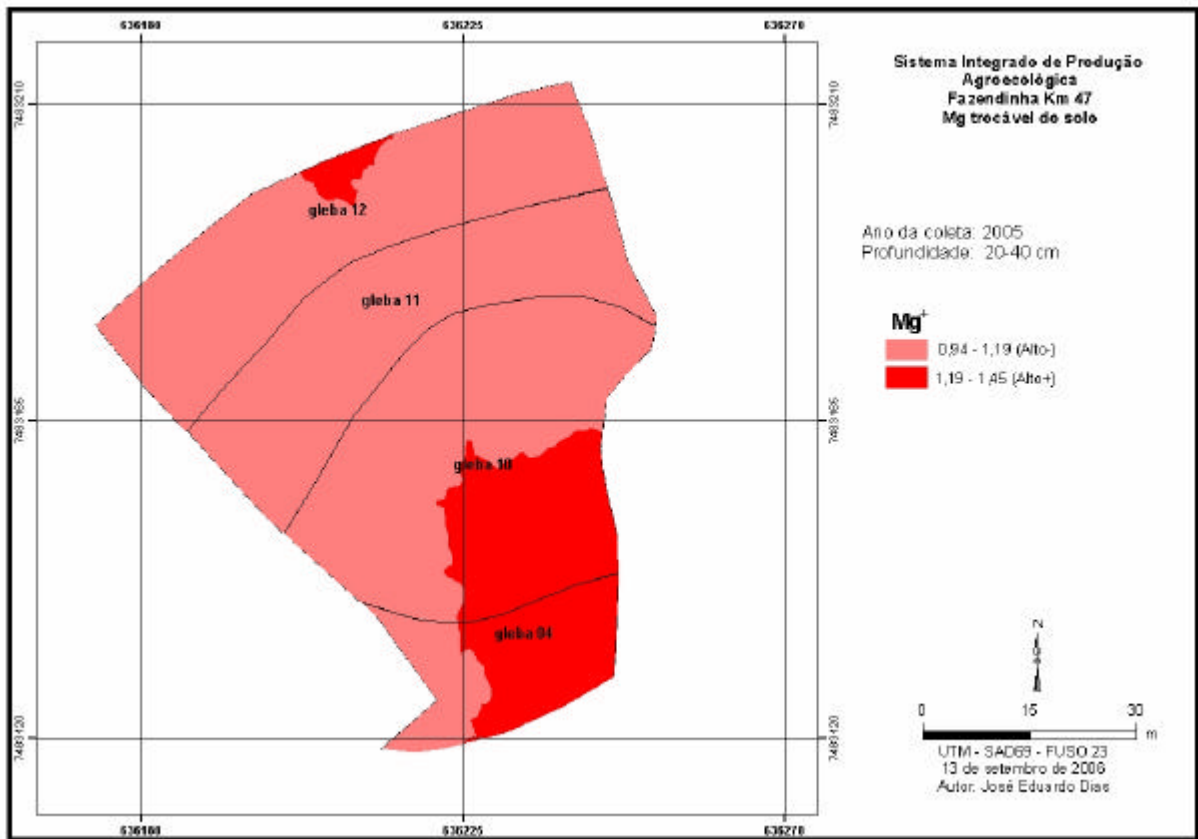 636180 636225 636270
Sistema Integrado de Produção
Agroecológica
Fazendinha Km 47
Mg trocável do solo
7483210 7483210
gleba 12
Ano da coleta: 2005
Profundidade: 20-40 cm
gleba 11
Mg+
0,94 - 1,19 (Alto-)
1,19 - 1,45 (Alto+)
7483165 7483165
gleba 10
gleba 04
N
0 15 30
m
7483120 7483120
UTM - SAD69 - FUSO 23
13 de setembro de 2006
Autor: José Eduardo Dias
636180 636225 636270